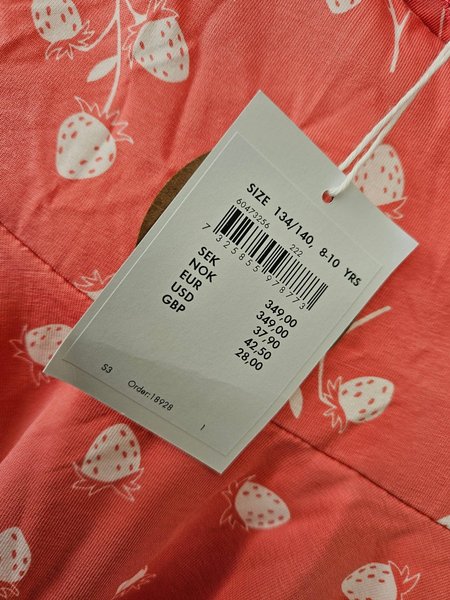 SIZE 134/140, 8-10 YRS
60473256 222
7 325855 978773
SEK 349,00
NOK 349,00
EUR 37,90
USD 42,50
GBP 28,00
S3 Order:18928 1